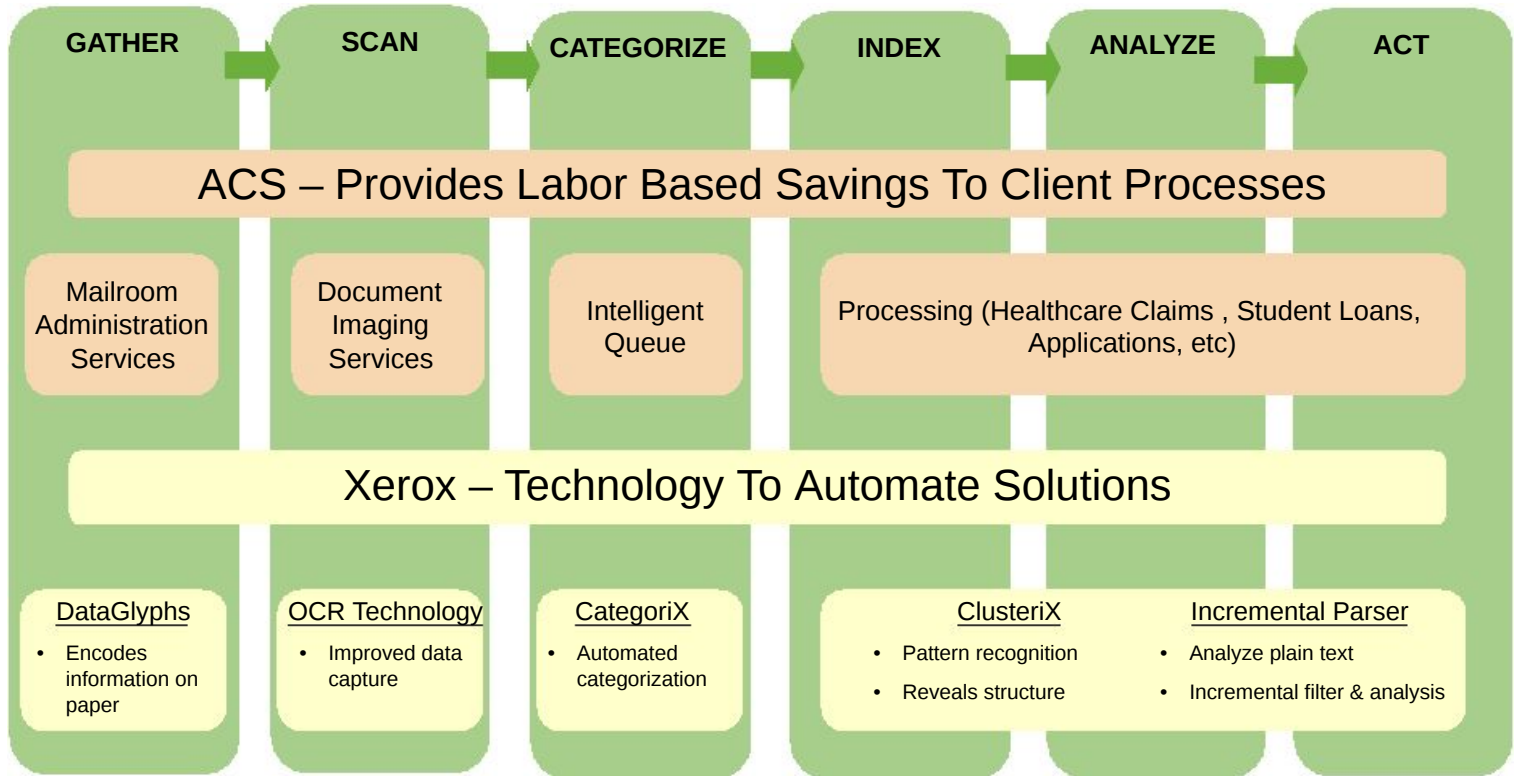 GATHER
SCAN
CATEGORIZE
INDEX
ANALYZE
ACT
ACS – Provides Labor Based Savings To Client Processes
Mailroom
Administration
Services
Document
Imaging
Services
Intelligent
Queue
Processing (Healthcare Claims , Student Loans,
Applications, etc)
Xerox – Technology To Automate Solutions
DataGlyphs
• Encodes
information on
paper
OCR Technology
• Improved data
capture
CategoriX
• Automated
categorization
ClusteriX
• Pattern recognition
• Reveals structure
Incremental Parser
• Analyze plain text
• Incremental filter & analysis